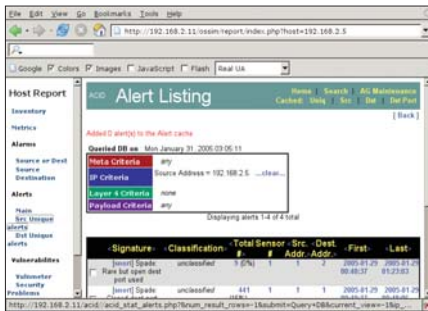 File Edit View Go Bookmarks Tools Help
http://192.168.2.11/ossim/report/index.php?host=192.168.2.5
Google Colors Images JavaScript Flash Real UA
Host Report
Inventory
Metrics
Alarms
Source or Dest
Source
Destination
Alerts
Main
Src Unique alerts
Dst Unique alerts
Vulnerabilites
Vulnmeter
Security Problems
ACID Alert Listing
Home | Search | AG Maintenance
Cached: Uniq | Src | Dst | Dst Port
[ Back ]
Added 0 alert(s) to the Alert cache
Queried DB on Mon January 31, 2005 03:05:11
Meta Criteria any
IP Criteria Source Address = 192.168.2.5 ...clear...
Layer 4 Criteria none
Payload Criteria any
Displaying alerts 1-4 of 4 total
< Signature > < Classification > < Total # > Sensor # < Src. Addr. > < Dest. Addr. > < First > < Last >
[snort] Spade: Rare but open dest port used unclassified 9 (0%) 1 1 2 2005-01-29 00:40:37 2005-01-29 01:23:03
[snort] Spade: unclassified 441 1 1 2005-01-29 2005-01-29
http://192.168.2.11/acid/acid_stat_alerts.php?&num_result_rows=-1&submit=Query+DB&current_view=-1&ip_...